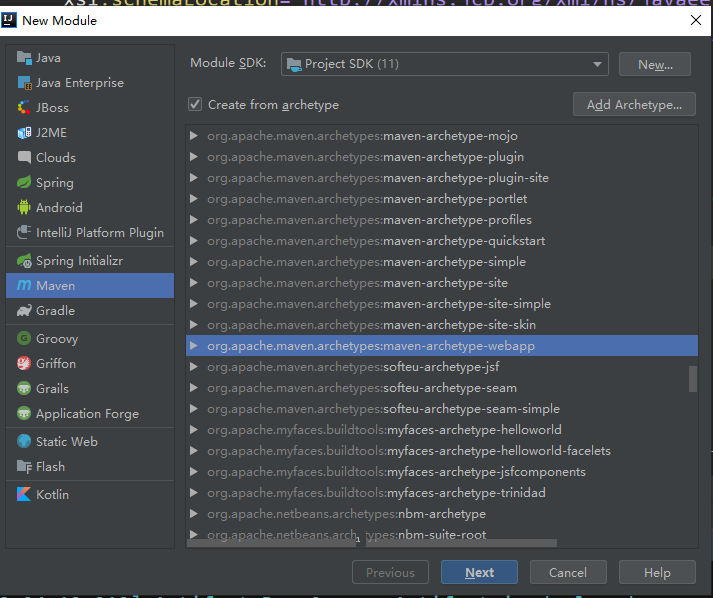 xsi:schemaLocation="http://xmlns.jcp.org/xml/ns/javaee
New Module
Java
Java Enterprise
JBoss
J2ME
Clouds
Spring
Android
IntelliJ Platform Plugin
Spring Initializr
Maven
Gradle
Groovy
Griffon
Grails
Application Forge
Static Web
Flash
Kotlin
Module SDK:
Project SDK (11)
New...
Create from archetype
Add Archetype...
org.apache.maven.archetypes:maven-archetype-mojo
org.apache.maven.archetypes:maven-archetype-plugin
org.apache.maven.archetypes:maven-archetype-plugin-site
org.apache.maven.archetypes:maven-archetype-portlet
org.apache.maven.archetypes:maven-archetype-profiles
org.apache.maven.archetypes:maven-archetype-quickstart
org.apache.maven.archetypes:maven-archetype-simple
org.apache.maven.archetypes:maven-archetype-site
org.apache.maven.archetypes:maven-archetype-site-simple
org.apache.maven.archetypes:maven-archetype-site-skin
org.apache.maven.archetypes:maven-archetype-webapp
org.apache.maven.archetypes:softeu-archetype-jsf
org.apache.maven.archetypes:softeu-archetype-seam
org.apache.maven.archetypes:softeu-archetype-seam-simple
org.apache.myfaces.buildtools:myfaces-archetype-helloworld
org.apache.myfaces.buildtools:myfaces-archetype-helloworld-facelets
org.apache.myfaces.buildtools:myfaces-archetype-jsfcomponents
org.apache.myfaces.buildtools:myfaces-archetype-trinidad
org.apache.netbeans.archetypes:nbm-archetype
org.apache.netbeans.archetypes:nbm-suite-root
Previous
Next
Cancel
Help